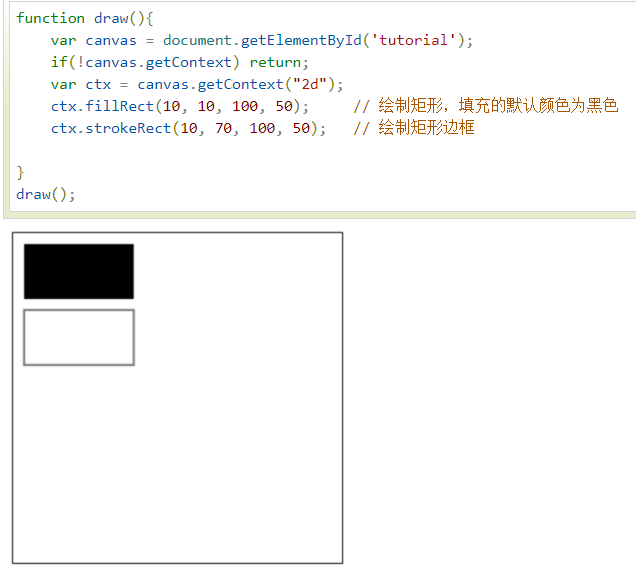 function draw(){
    var canvas = document.getElementById('tutorial');
    if(!canvas.getContext) return;
    var ctx = canvas.getContext("2d");
    ctx.fillRect(10, 10, 100, 50);     // 绘制矩形，填充的默认颜色为黑色
    ctx.strokeRect(10, 70, 100, 50);   // 绘制矩形边框
}
draw();